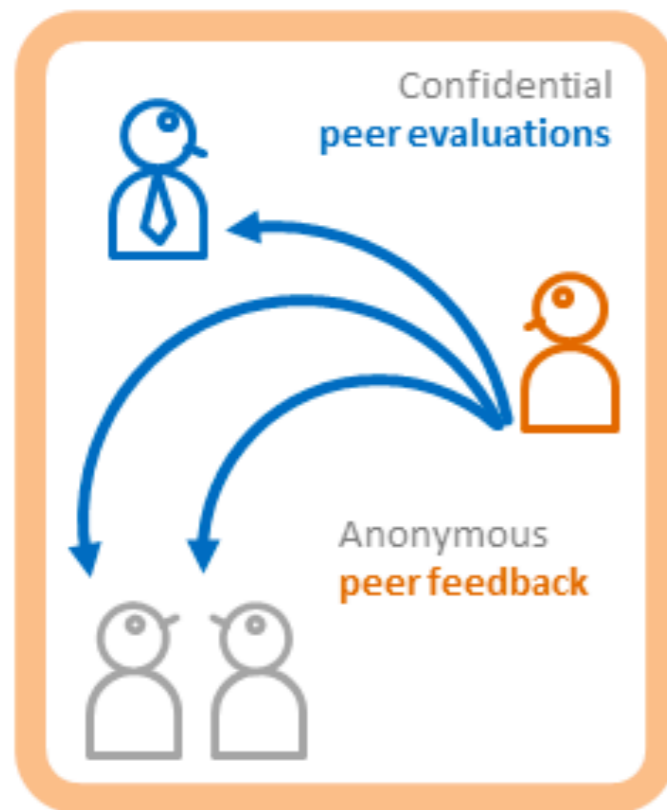 Confidential
peer evaluations
Anonymous
peer feedback